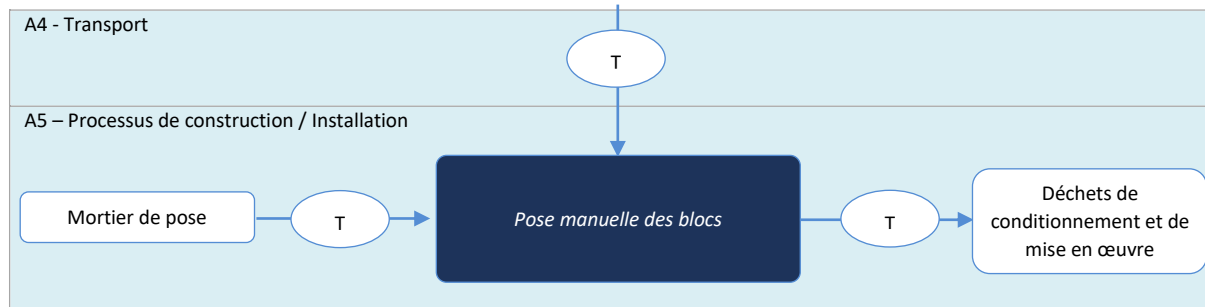 A4 - Transport
T
A5 – Processus de construction / Installation
Mortier de pose
T
Pose manuelle des blocs
T
Déchets de
conditionnement et de
mise en œuvre